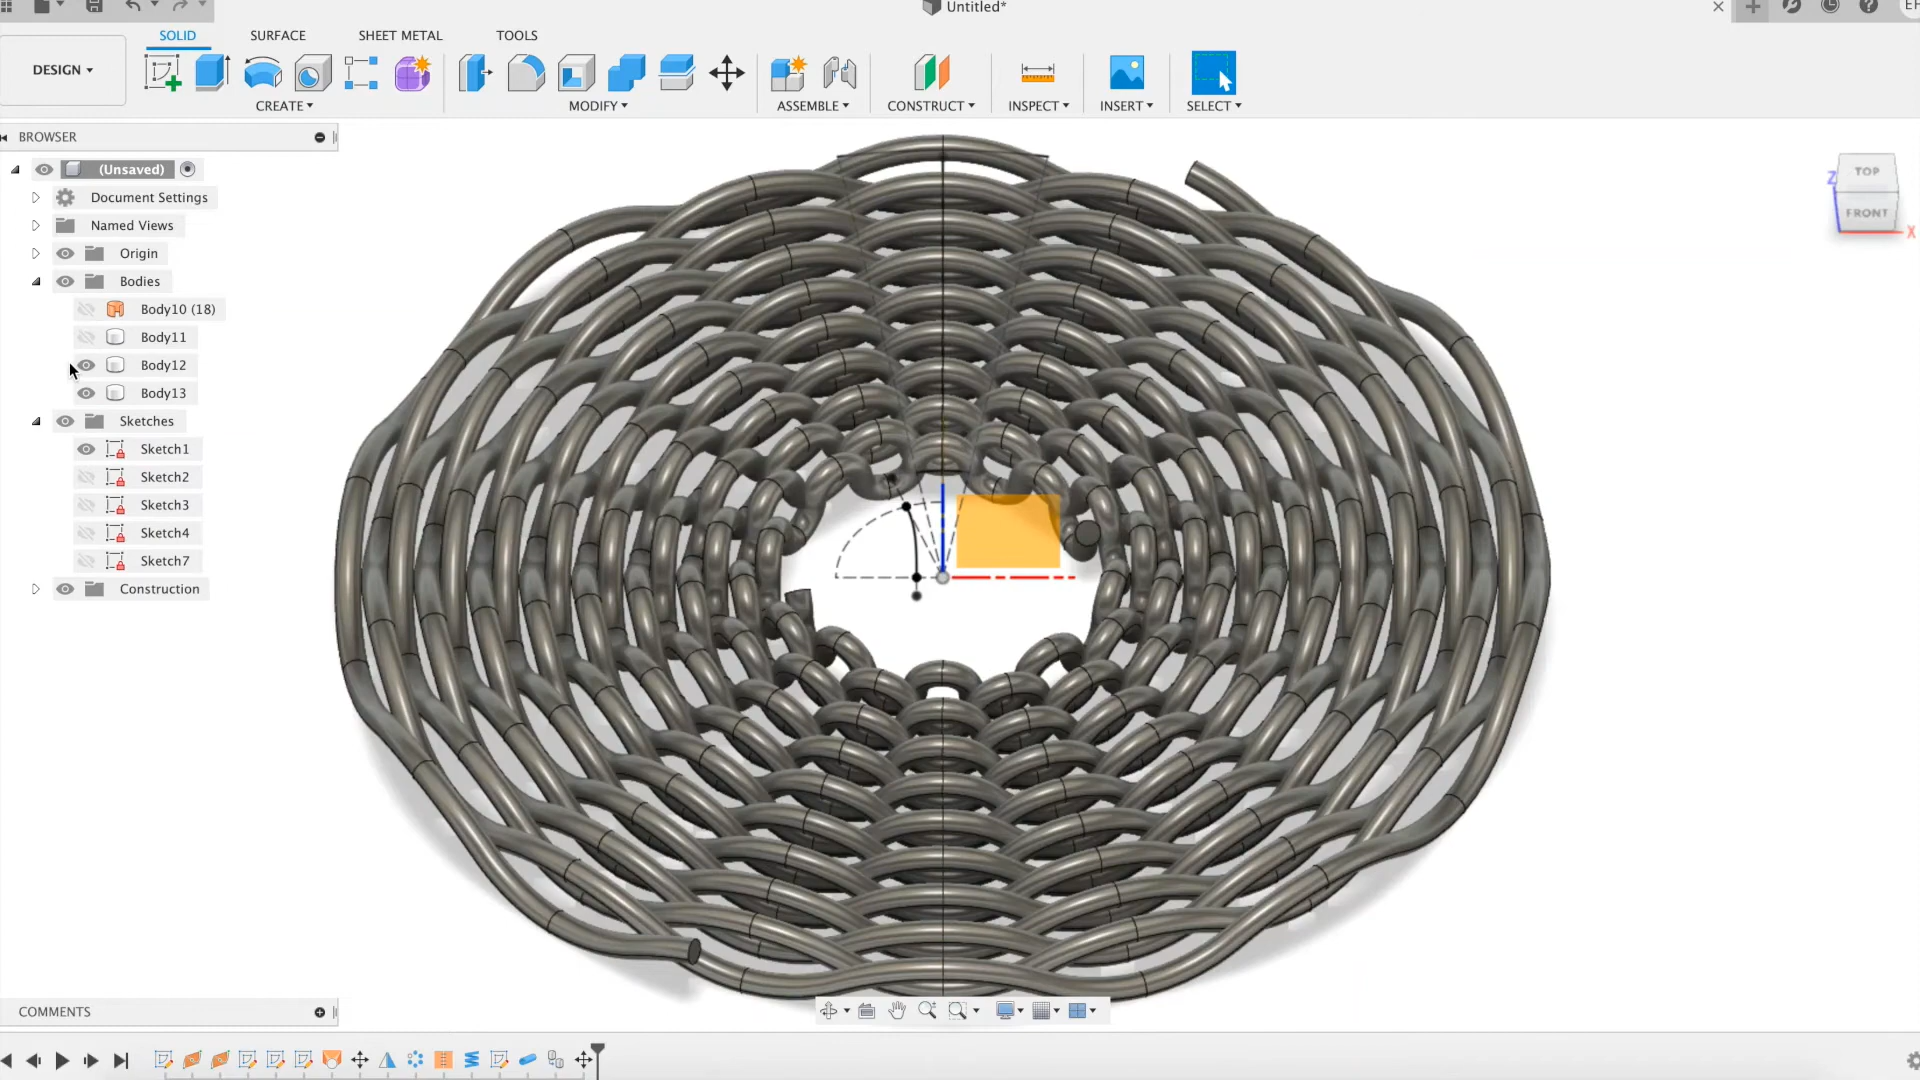 Untitled*
EF
SOLID
SURFACE
SHEET METAL
TOOLS
DESIGN
CREATE
MODIFY
ASSEMBLE
CONSTRUCT
INSPECT
INSERT
SELECT
BROWSER
(Unsaved)
Document Settings
Named Views
Origin
Bodies
Body10 (18)
Body11
Body12
Body13
Sketches
Sketch1
Sketch2
Sketch3
Sketch4
Sketch7
Construction
TOP
Z
FRONT
X
COMMENTS